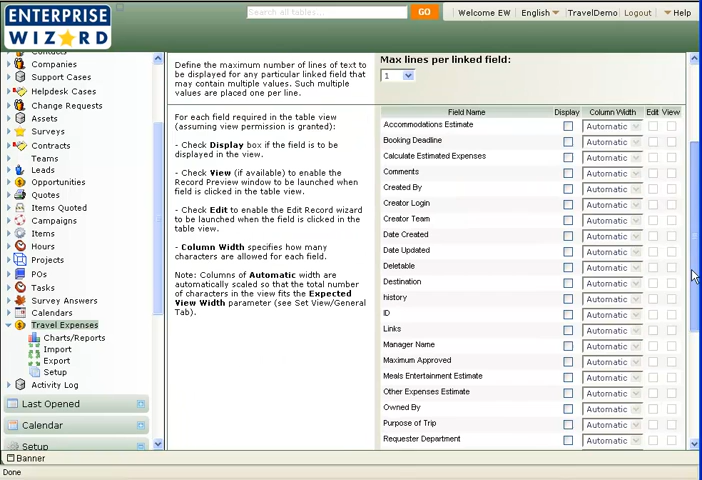 ENTERPRISE
WIZARD
Search all tables...
GO
Welcome EW
English
TravelDemo
Logout
Help
Contacts
Companies
Support Cases
Helpdesk Cases
Change Requests
Assets
Surveys
Contracts
Teams
Leads
Opportunities
Quotes
Items Quoted
Campaigns
Items
Hours
Projects
POs
Tasks
Survey Answers
Calendars
Travel Expenses
Charts/Reports
Import
Export
Setup
Activity Log
Last Opened
Calendar
Setup
Banner
Done
Define the maximum number of lines of text to
be displayed for any particular linked field that
may contain multiple values. Such multiple
values are placed one per line.
For each field required in the table view
(assuming view permission is granted):
- Check Display box if the field is to be
displayed in the view.
- Check View (if available) to enable the
Record Preview window to be launched when
field is clicked in the table view.
- Check Edit to enable the Edit Record wizard
to be launched when the field is clicked in the
table view.
- Column Width specifies how many
characters are allowed for each field.
Note: Columns of Automatic width are
automatically scaled so that the total number
of characters in the view fits the Expected
View Width parameter (see Set View/General
Tab).
Max lines per linked field:
1
Field Name Display Column Width Edit View
Accommodations Estimate Automatic
Booking Deadline Automatic
Calculate Estimated Expenses Automatic
Comments Automatic
Created By Automatic
Creator Login Automatic
Creator Team Automatic
Date Created Automatic
Date Updated Automatic
Deletable Automatic
Destination Automatic
history Automatic
ID Automatic
Links Automatic
Manager Name Automatic
Maximum Approved Automatic
Meals Entertainment Estimate Automatic
Other Expenses Estimate Automatic
Owned By Automatic
Purpose of Trip Automatic
Requester Department Automatic